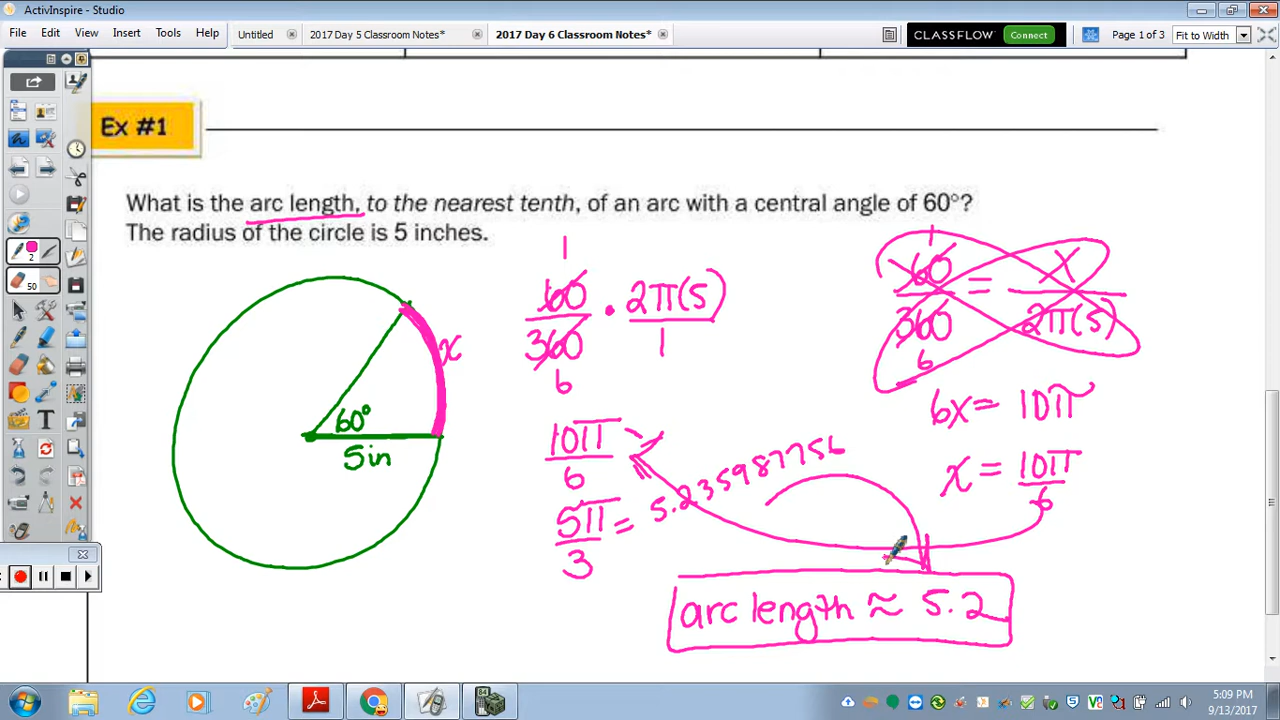 ActivInspire - Studio
File Edit View Insert Tools Help
Untitled
2017 Day 5 Classroom Notes*
2017 Day 6 Classroom Notes*
CLASSFLOW Connect
Page 1 of 3
Fit to Width
Ex #1
What is the arc length, to the nearest tenth, of an arc with a central angle of 60°?
The radius of the circle is 5 inches.
60°
5in
x
1
60/360 · 2π(5)/1
6
10π/6
5π/3 = 5.235987756
1
60/360 = x/2π(5)
6
6x = 10π
x = 10π/6
arc length ≈ 5.2
2
50
T
84
5:09 PM
9/13/2017